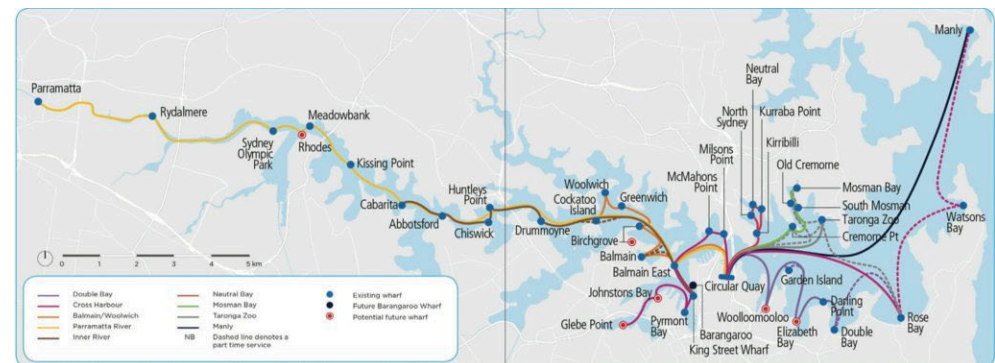 Parramatta
Rydalmere
Sydney
Olympic
Park
Rhodes
Meadowbank
Kissing Point
Cabarita
Abbotsford
Huntleys
Point
Chiswick
Drummoyne
Woolwich
Cockatoo
Island
Greenwich
Birchgrove
Balmain
Balmain East
Johnstons Bay
Glebe Point
Pyrmont
Bay
Barangaroo
King Street Wharf
McMahons
Point
Milsons
Point
North
Sydney
Neutral
Bay
Kurraba Point
Kirribilli
Old Cremorne
Mosman Bay
South Mosman
Taronga Zoo
Cremorne Pt
Circular Quay
Garden Island
Woolloomooloo
Elizabeth
Bay
Darling
Point
Double
Bay
Rose
Bay
Watsons
Bay
Manly
0 1 2 3 4 5 km
Double Bay
Cross Harbour
Balmain/Woolwich
Parramatta River
Inner River
Neutral Bay
Mosman Bay
Taronga Zoo
Manly
NB Dashed line denotes a
part time service
Existing wharf
Future Barangaroo Wharf
Potential future wharf